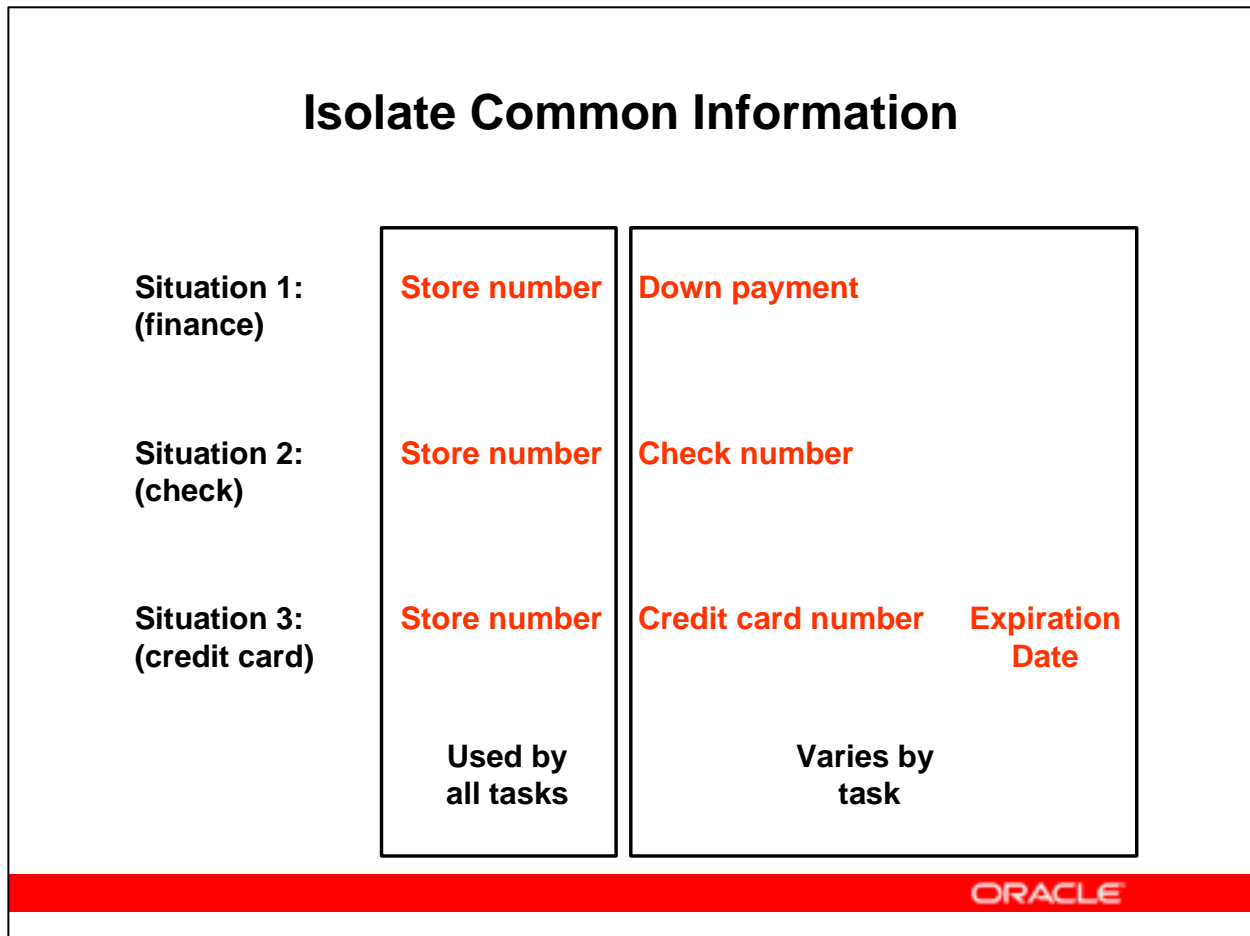 Isolate Common Information
Situation 1: Store number Down payment
(finance)
Situation 2: Store number Check number
(check)
Situation 3: Store number Credit card number Expiration
(credit card) Date
Used by Varies by
all tasks task
ORACLE